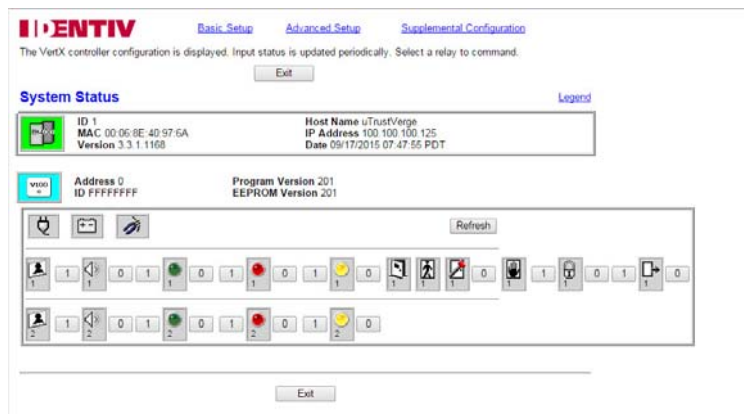 IDENTIV
Basic Setup Advanced Setup Supplemental Configuration
The VertX controller configuration is displayed. Input status is updated periodically. Select a relay to command.
Exit
System Status Legend
ID 1 Host Name uTrustVerge
MAC 00:06:8E:40:97:6A IP Address 100.100.100.125
Version 3.3.1.1168 Date 09/17/2015 07:47:55 PDT
V100
0
Address 0 Program Version 201
ID FFFFFFFF EEPROM Version 201
Refresh
1 0 1 0 1 0 1 0 0 1 0 1 0
1 1 1 1 1 1 1 1 1 1 1
1 0 1 0 1 0 1 0
2 2 2 2 2
Exit